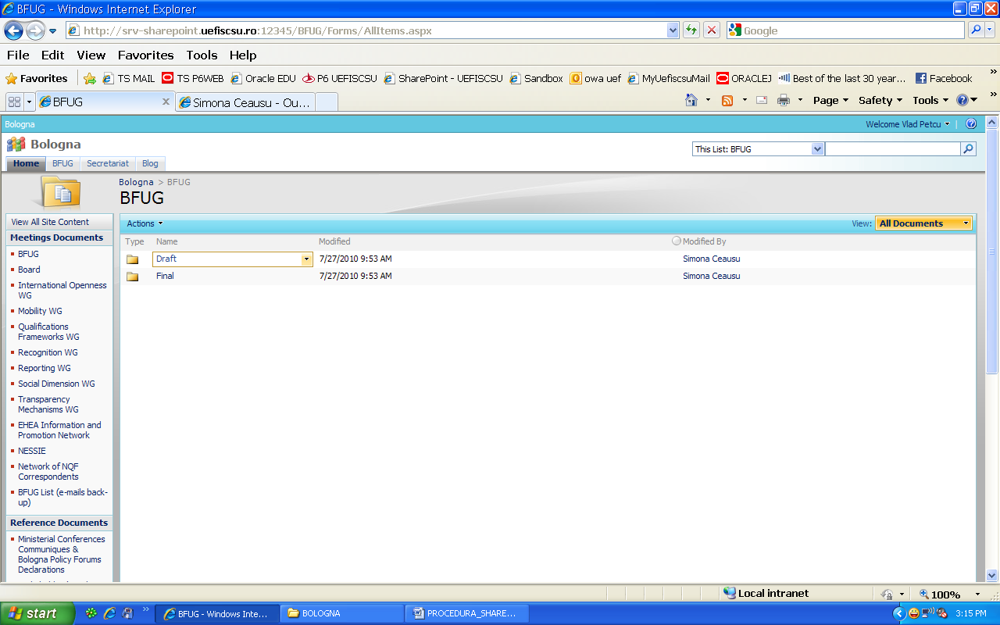 BFUG - Windows Internet Explorer
http://srv-sharepoint.uefiscsu.ro:12345/BFUG/Forms/AllItems.aspx
Google
File Edit View Favorites Tools Help
Favorites TS MAIL TS P6WEB Oracle EDU P6 UEFISCSU SharePoint - UEFISCSU Sandbox owa uef MyUefiscsuMail ORACLEJ Best of the last 30 year... Facebook »
BFUG Simona Ceausu - Ou... Page Safety Tools »
Bologna Welcome Vlad Petcu
Bologna
This List: BFUG
Home BFUG Secretariat Blog
Bologna > BFUG
BFUG
View All Site Content
Actions View: All Documents
Meetings Documents
Type Name Modified Modified By
Draft 7/27/2010 9:53 AM Simona Ceausu
Final 7/27/2010 9:53 AM Simona Ceausu
BFUG
Board
International Openness
WG
Mobility WG
Qualifications
Frameworks WG
Recognition WG
Reporting WG
Social Dimension WG
Transparency
Mechanisms WG
EHEA Information and
Promotion Network
NESSIE
Network of NQF
Correspondents
BFUG List (e-mails back-
up)
Reference Documents
Ministerial Conferences
Communiques &
Bologna Policy Forums
Declarations
Local intranet 100%
start » BFUG - Windows Inte... BOLOGNA PROCEDURA_SHARE... 3:15 PM